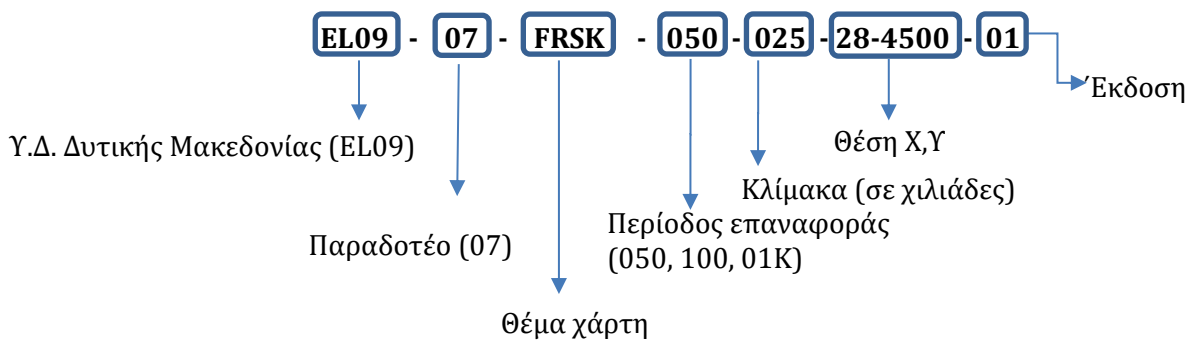 EL09 - 07 - FRSK - 050 - 025 - 28-4500 - 01
Έκδοση
Θέση Χ,Υ
Υ.Δ. Δυτικής Μακεδονίας (EL09)
Κλίμακα (σε χιλιάδες)
Περίοδος επαναφοράς
Παραδοτέο (07)
(050, 100, 01K)
Θέμα χάρτη